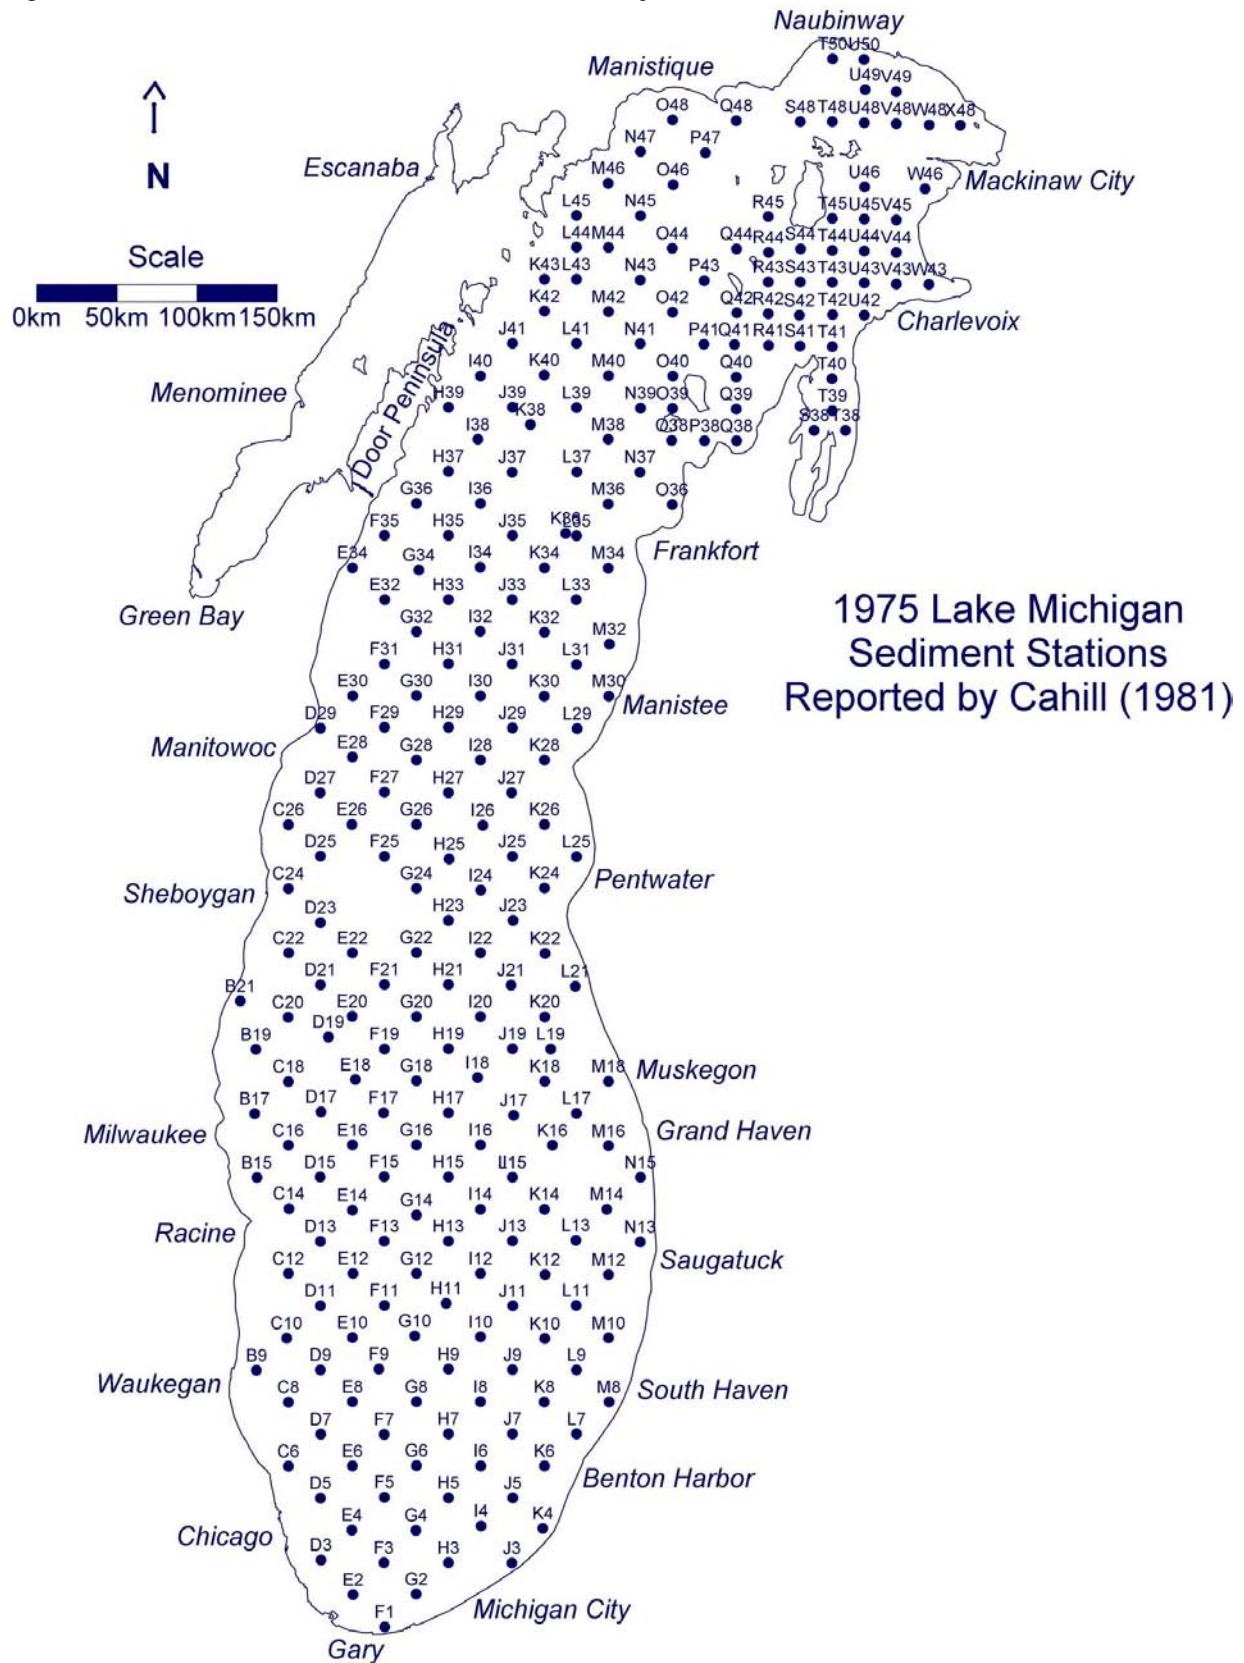 Naubinway
T50 U50
Manistique
U49 V49
O48 Q48 S48 T48 U48 V48 W48 X48
N47 P47
Escanaba
N
M46 O46 U46 W46
Mackinaw City
L45 N45 R45 T45 U45 V45
Scale
L44 M44 O44 Q44 R44 S44 T44 U44 V44
K43 L43 N43 P43 R43 S43 T43 U43 V43 W43
0km 50km 100km 150km
K42 M42 O42 Q42 R42 S42 T42 U42
Charlevoix
J41 L41 N41 P41 Q41 R41 S41 T41
Door Peninsula
I40 K40 M40 O40 Q40 T40
Menominee
H39 J39 L39 N39 O39 Q39 T39
I38 K38 M38 O38 P38 Q38 S38 T38
H37 J37 L37 N37
G36 I36 M36 O36
F35 H35 J35 K36 L35
Frankfort
E34 G34 I34 K34 M34
E32 H33 J33 L33
Green Bay
1975 Lake Michigan
Sediment Stations
Reported by Cahill (1981)
G32 I32 K32 M32
F31 H31 J31 L31
E30 G30 I30 K30 M30
Manistee
D29 F29 H29 J29 L29
Manitowoc
E28 G28 I28 K28
D27 F27 H27 J27
C26 E26 G26 I26 K26
D25 F25 H25 J25 L25
Sheboygan
C24 G24 I24 K24
Pentwater
D23 H23 J23
C22 E22 G22 I22 K22
B21 D21 F21 H21 J21 L21
C20 E20 G20 I20 K20
B19 D19 F19 H19 J19 L19
C18 E18 G18 I18 K18 M18
Muskegon
B17 D17 F17 H17 J17 L17
Milwaukee
C16 E16 G16 I16 K16 M16
Grand Haven
B15 D15 F15 H15 N15
C14 E14 G14 I14 K14 M14
Racine
D13 F13 H13 J13 L13 N13
Saugatuck
C12 E12 G12 I12 K12 M12
D11 F11 H11 J11 L11
C10 E10 G10 I10 K10 M10
B9 D9 F9 H9 J9 L9
Waukegan
C8 E8 G8 I8 K8 M8
South Haven
D7 F7 H7 J7 L7
C6 E6 G6 I6 K6
Benton Harbor
D5 F5 H5 J5
E4 G4 I4 K4
Chicago
D3 F3 H3 J3
E2 G2
F1
Michigan City
Gary